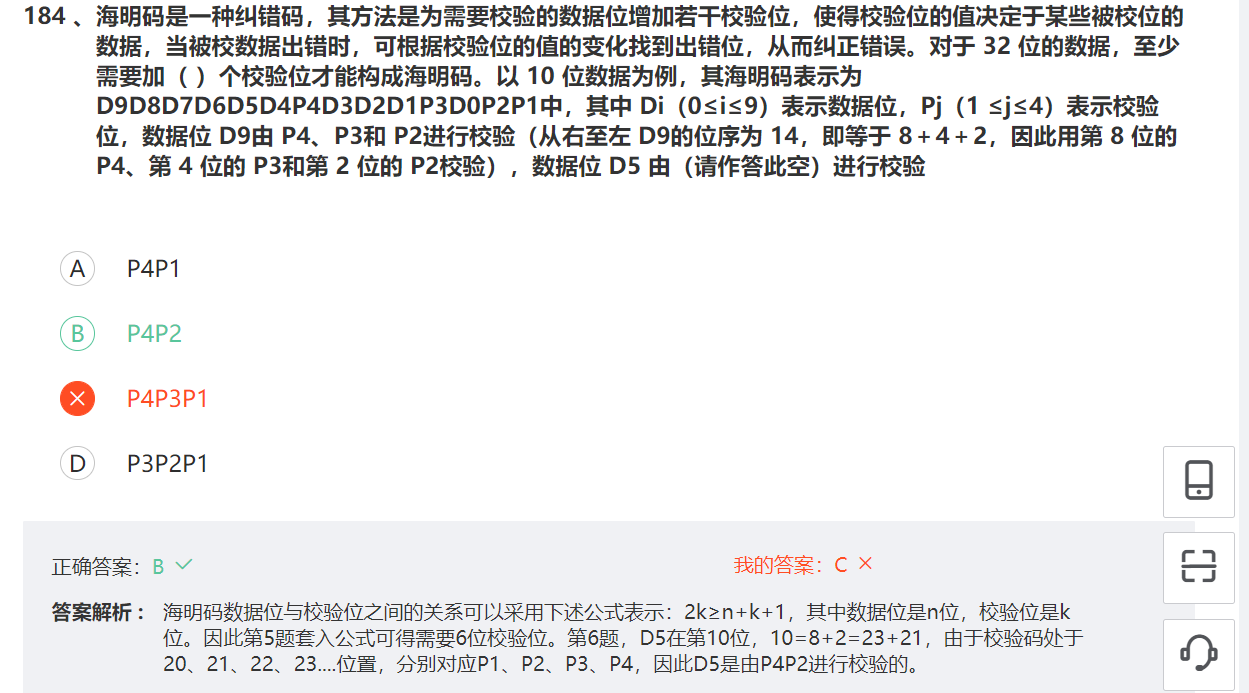 184 、海明码是一种纠错码，其方法是为需要校验的数据位增加若干校验位，使得校验位的值决定于某些被校位的
数据，当被校数据出错时，可根据校验位的值的变化找到出错位，从而纠正错误。对于 32 位的数据，至少
需要加（ ）个校验位才能构成海明码。以 10 位数据为例，其海明码表示为
D9D8D7D6D5D4P4D3D2D1P3D0P2P1中，其中 Di（0≤i≤9）表示数据位，Pj（1 ≤j≤4）表示校验
位，数据位 D9由 P4、P3和 P2进行校验（从右至左 D9的位序为 14，即等于 8＋4＋2，因此用第 8 位的
P4、第 4 位的 P3和第 2 位的 P2校验），数据位 D5 由（请作答此空）进行校验
A P4P1
B P4P2
P4P3P1
D P3P2P1
正确答案：B 我的答案：C
答案解析： 海明码数据位与校验位之间的关系可以采用下述公式表示：2k≥n+k+1，其中数据位是n位，校验位是k
位。因此第5题套入公式可得需要6位校验位。第6题，D5在第10位，10=8+2=23+21，由于校验码处于
20、21、22、23....位置，分别对应P1、P2、P3、P4，因此D5是由P4P2进行校验的。